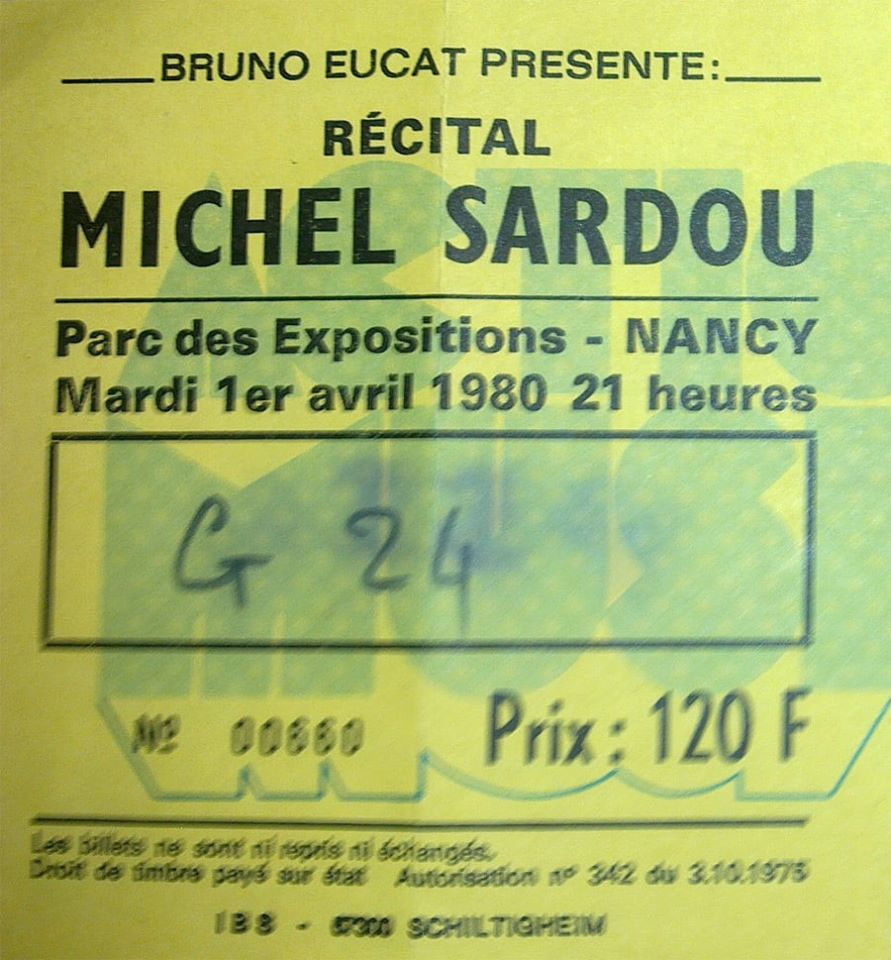 BRUNO EUCAT PRESENTE:
RÉCITAL
MICHEL SARDOU
Parc des Expositions - NANCY
Mardi 1er avril 1980 21 heures
G 24
Nº 00660
Prix : 120 F
Les billets ne sont ni repris ni échangés.
Droit de timbre payé sur état Autorisation nº 342 du 3.10.1975
- 67300 SCHILTIGHEIM